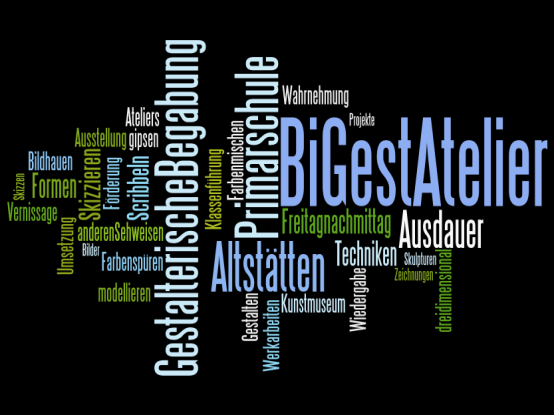 Wahrnehmung
Projekte
BiGestAtelier
Primarschule
GestalterischeBegabung
Ateliers
gipsen
Ausstellung
Farbenmischen
Klassenführung
Bildhauen
Skizzieren
Förderung
Scribbeln
Skizzen
Formen
Vernissage
Freitagnachmittag
Ausdauer
anderenSehweisen
Umsetzung
Bilder
Farbenspüren
Altstätten
Techniken
Skulpturen
Zeichnungen
dreidimensional
modellieren
Gestalten
Werkarbeiten
Kunstmuseum
Wiedergabe